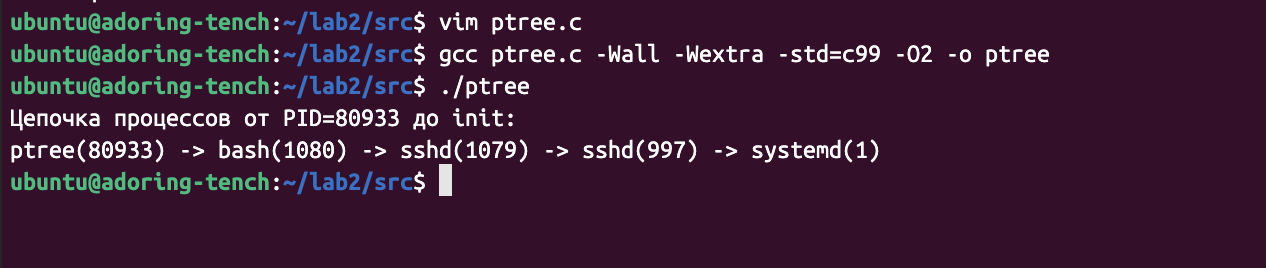 ubuntu@adoring-tench:~/lab2/src$ vim ptree.c
ubuntu@adoring-tench:~/lab2/src$ gcc ptree.c -Wall -Wextra -std=c99 -O2 -o ptree
ubuntu@adoring-tench:~/lab2/src$ ./ptree
Цепочка процессов от PID=80933 до init:
ptree(80933) -> bash(1080) -> sshd(1079) -> sshd(997) -> systemd(1)
ubuntu@adoring-tench:~/lab2/src$